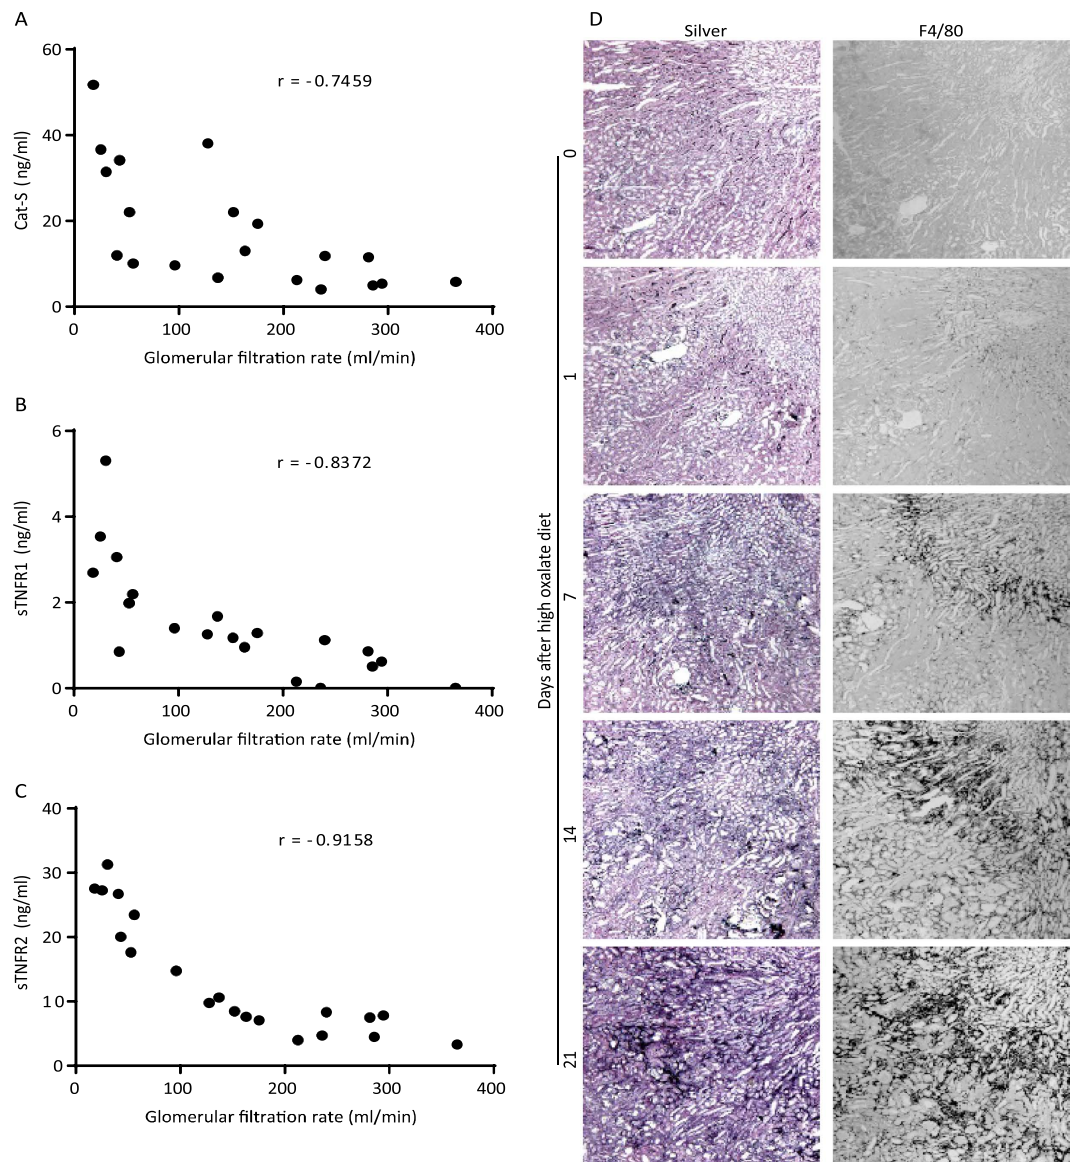 A
60
40
20
0
Cat-S (ng/ml)
r = -0.7459
0 100 200 300 400
Glomerular filtration rate (ml/min)
B
6
4
2
0
sTNFR1 (ng/ml)
r = -0.8372
0 100 200 300 400
Glomerular filtration rate (ml/min)
C
40
30
20
10
0
sTNFR2 (ng/ml)
r = -0.9158
0 100 200 300 400
Glomerular filtration rate (ml/min)
D
Silver F4/80
Days after high oxalate diet
0
1
7
14
21